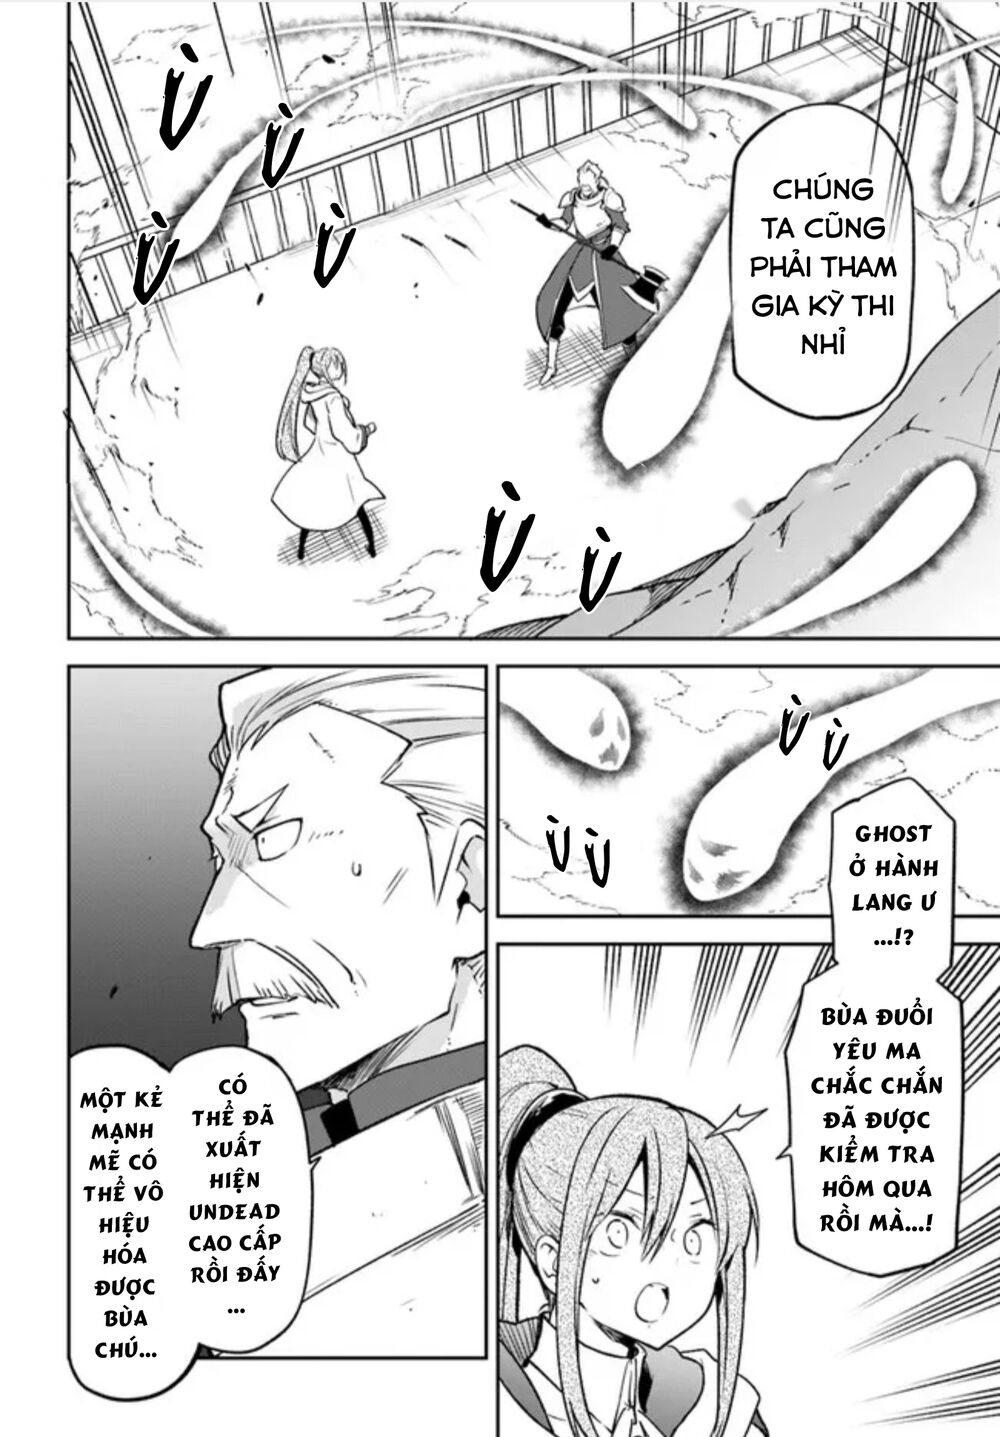 Ù
Ù
Ù
Ù
CHÚNG
TA CŨNG
PHẢI THAM
GIA KỲ THI
NHỈ
Ù
Ù
Ù
Ù
Ù
Ù
GHOST
Ở HÀNH
LANG Ư
...!?
BÙA ĐUỔI
YÊU MA
CHẮC CHẮN
ĐÃ ĐƯỢC
KIỂM TRA
HÔM QUA
RỒI MÀ...!
CÓ
THỂ ĐÃ
XUẤT
HIỆN
UNDEAD
CAO CẤP
RỒI ĐẤY
...
MỘT KẺ
MẠNH
MẼ CÓ
THỂ VÔ
HIỆU
HÓA
ĐƯỢC
BÙA
CHÚ...